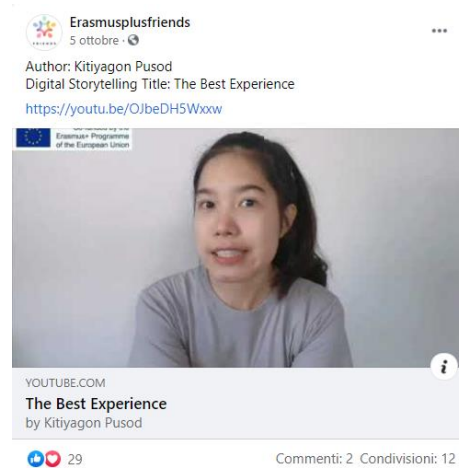 Erasmusplusfriends
5 ottobre ·
Author: Kitiyagon Pusod
Digital Storytelling Title: The Best Experience
https://youtu.be/OJbeDH5Wxxw
Erasmus+ Programme
of the European Union
YOUTUBE.COM
The Best Experience
by Kitiyagon Pusod
29
Commenti: 2 Condivisioni: 12